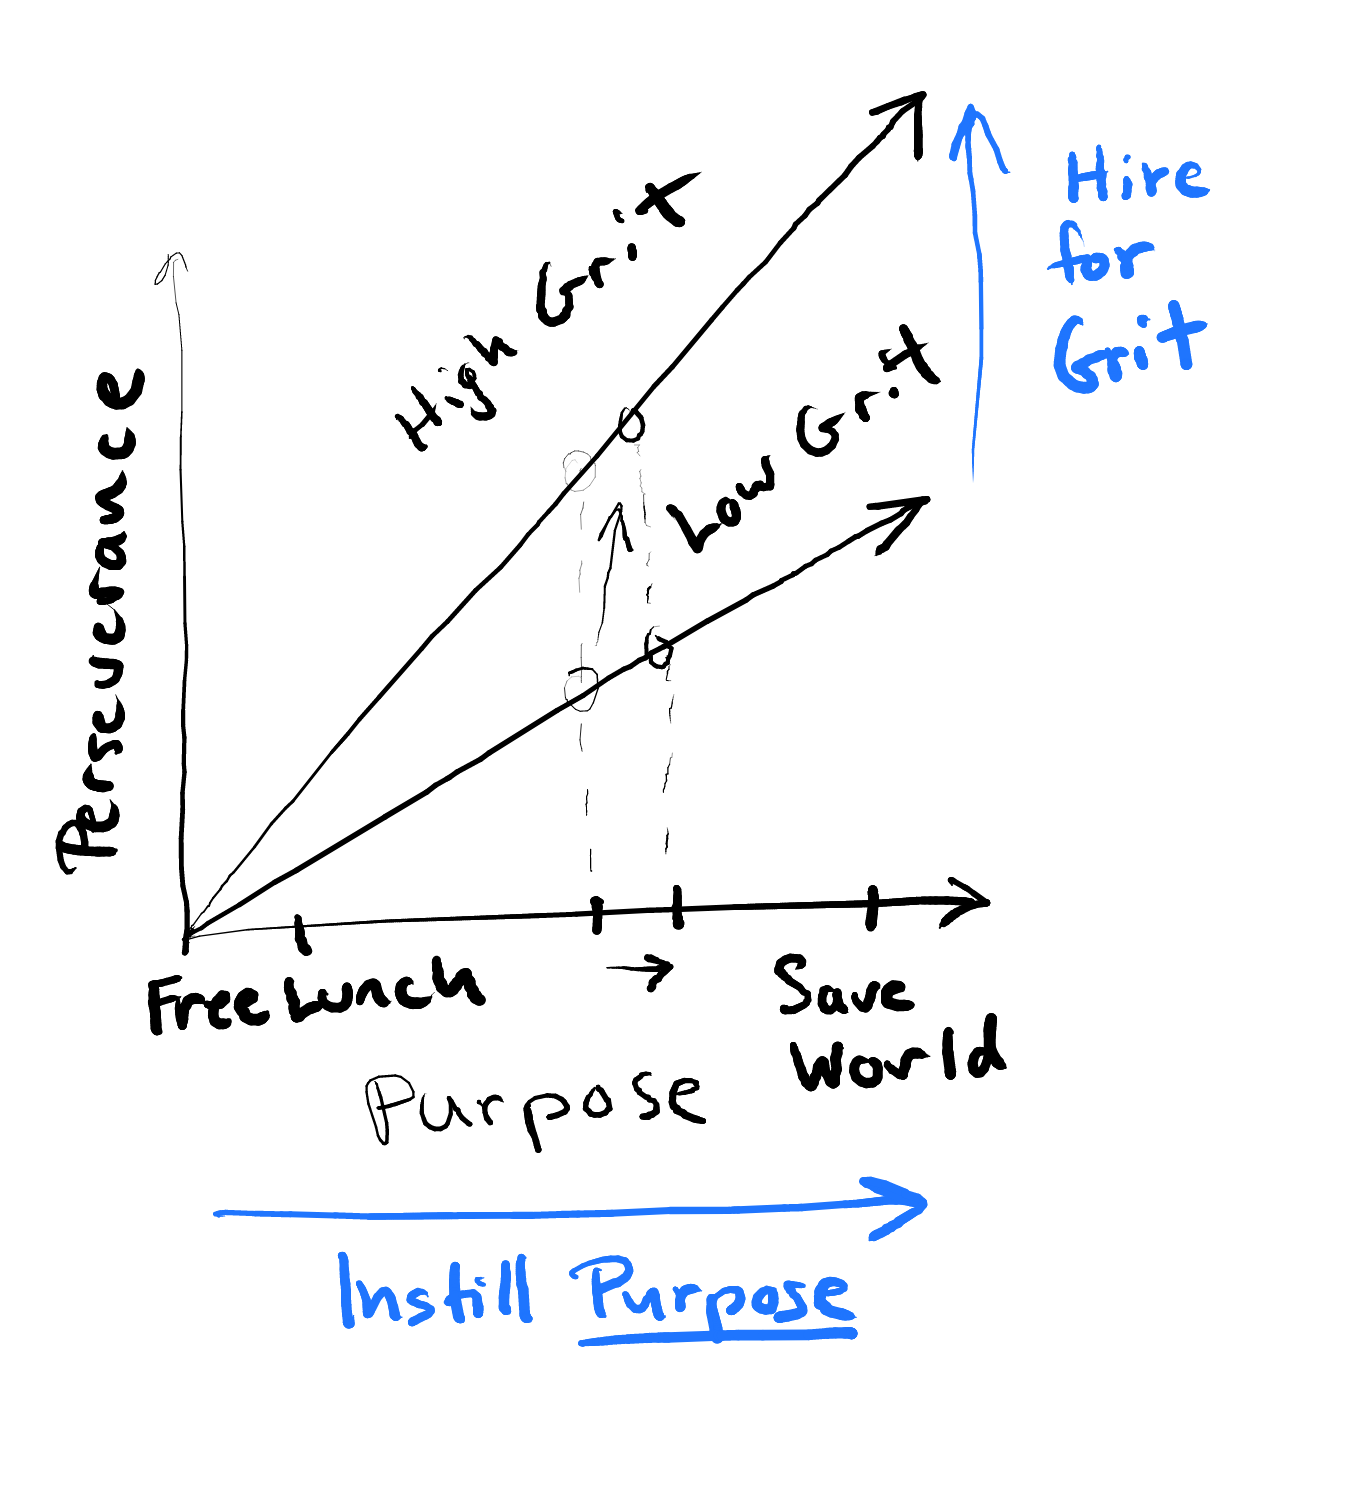 High Grit
Hire
for
Grit
Low Grit
Perseverance
Free Lunch
Save
World
Purpose
Instill Purpose